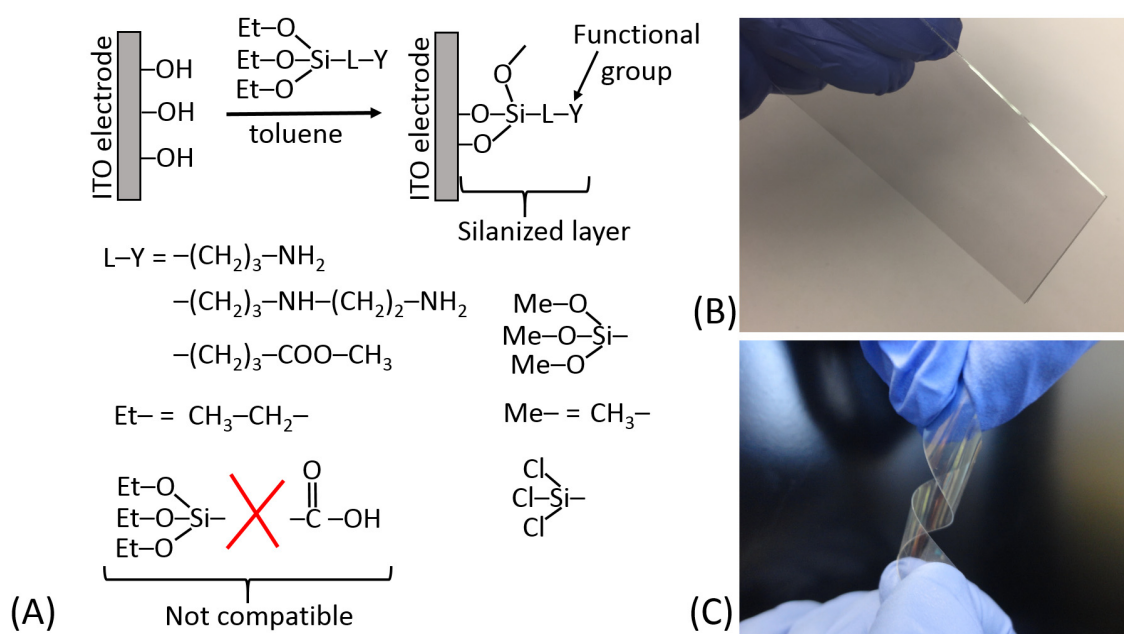 Et–O
Et–O–Si–L–Y
Et–O
ITO electrode
–OH
–OH
–OH
toluene
ITO electrode
O
–O–Si–L–Y
–O
Functional
group
Silanized layer
L–Y = –(CH₂)₃–NH₂
–(CH₂)₃–NH–(CH₂)₂–NH₂
–(CH₂)₃–COO–CH₃
Me–O
Me–O–Si–
Me–O
Et– = CH₃–CH₂–
Me– = CH₃–
Et–O
Et–O–Si–
Et–O
O
–C–OH
Not compatible
Cl
Cl–Si–
Cl
(A)
(B)
(C)